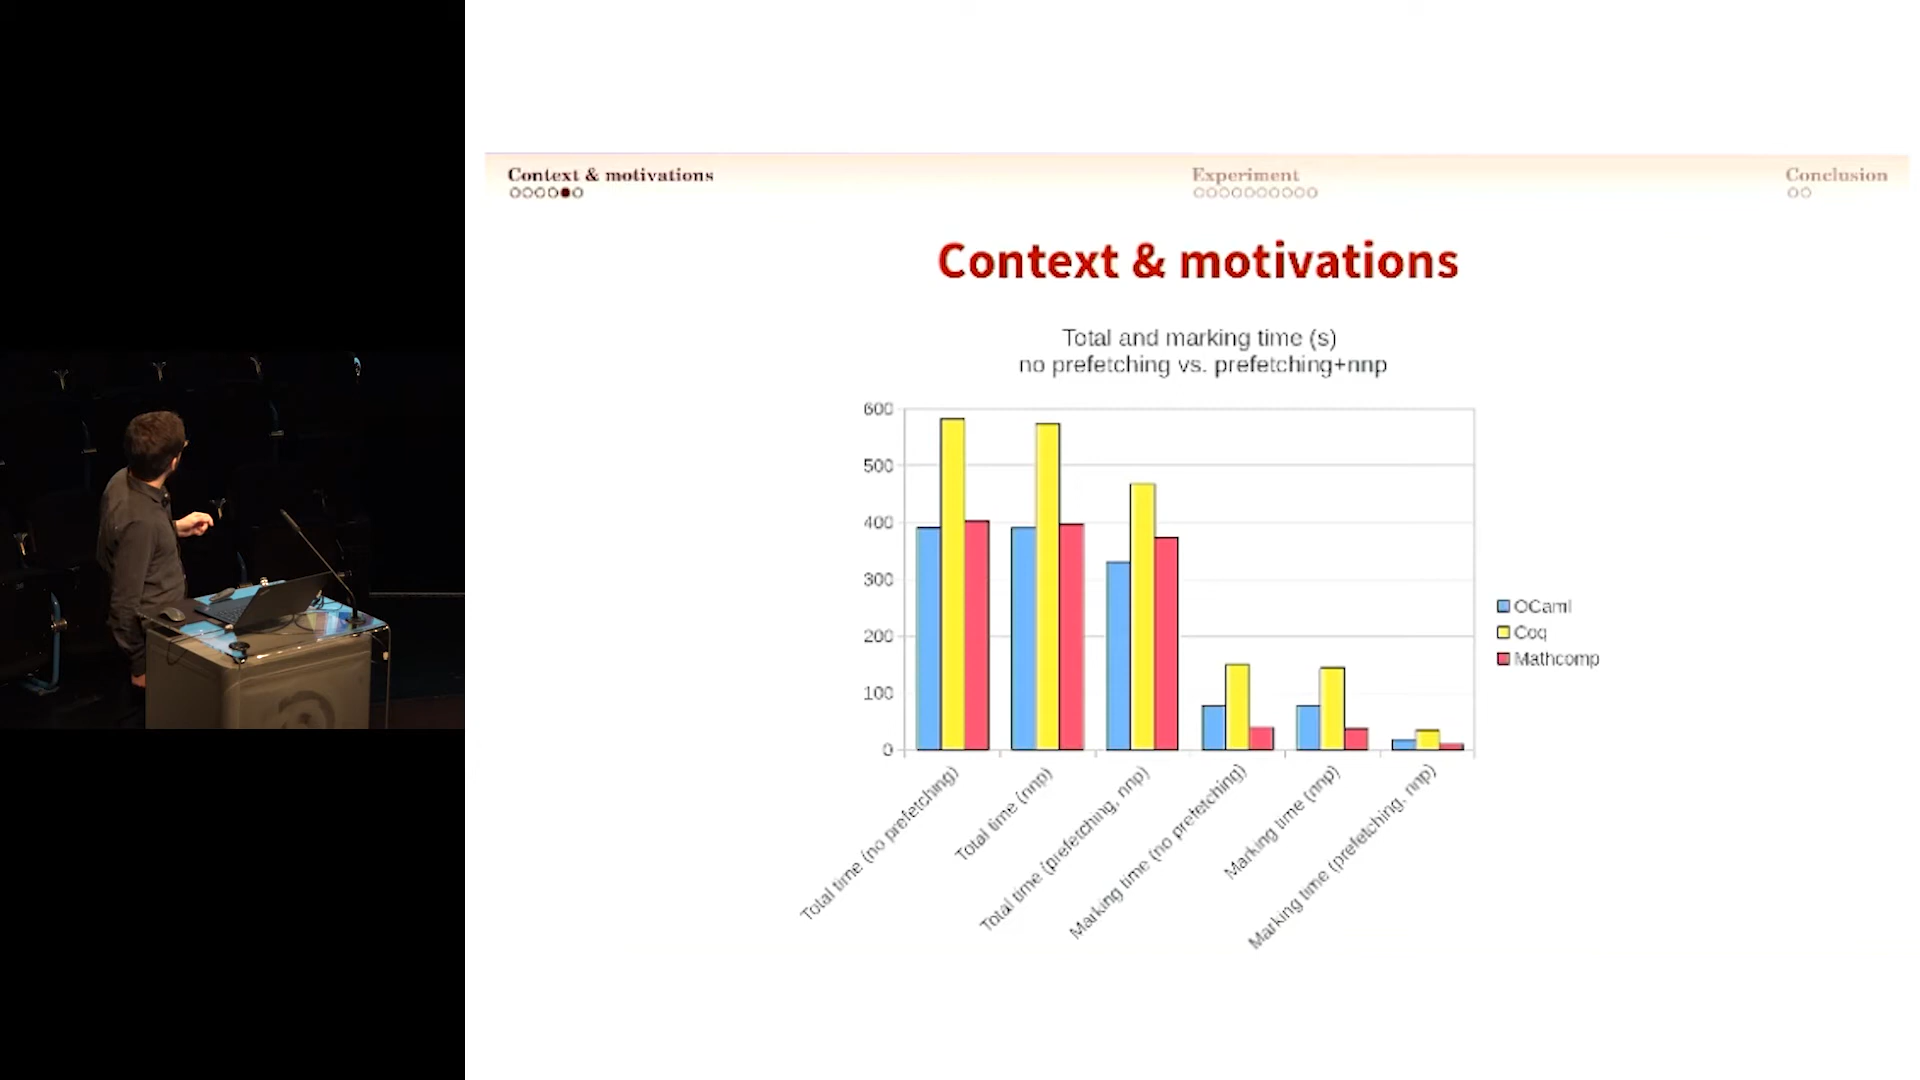 Context & motivations
Experiment
Conclusion
Context & motivations
Total and marking time (s)
no prefetching vs. prefetching+nnp
600
500
400
300
200
100
0
OCaml
Coq
Mathcomp
Total time (no prefetching)
Total time (nnp)
Total time (prefetching, nnp)
Marking time (no prefetching)
Marking time (nnp)
Marking time (prefetching, nnp)